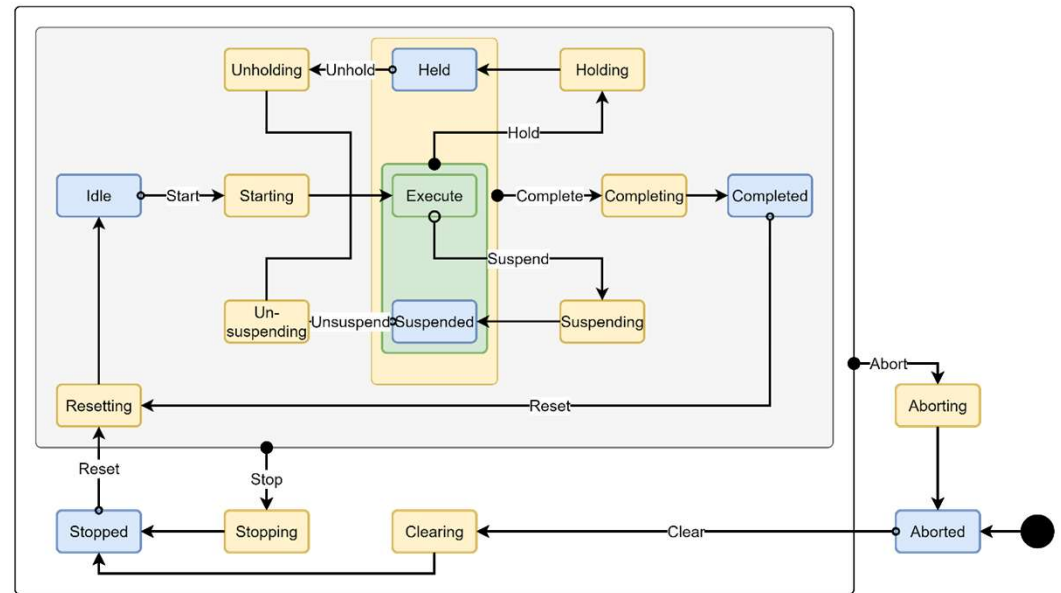 Unholding
Unhold
Held
Holding
Hold
Idle
Start
Starting
Execute
Complete
Completing
Completed
Suspend
Un-
suspending
Unsuspend
Suspended
Suspending
Abort
Resetting
Reset
Aborting
Reset
Stop
Stopped
Stopping
Clearing
Clear
Aborted